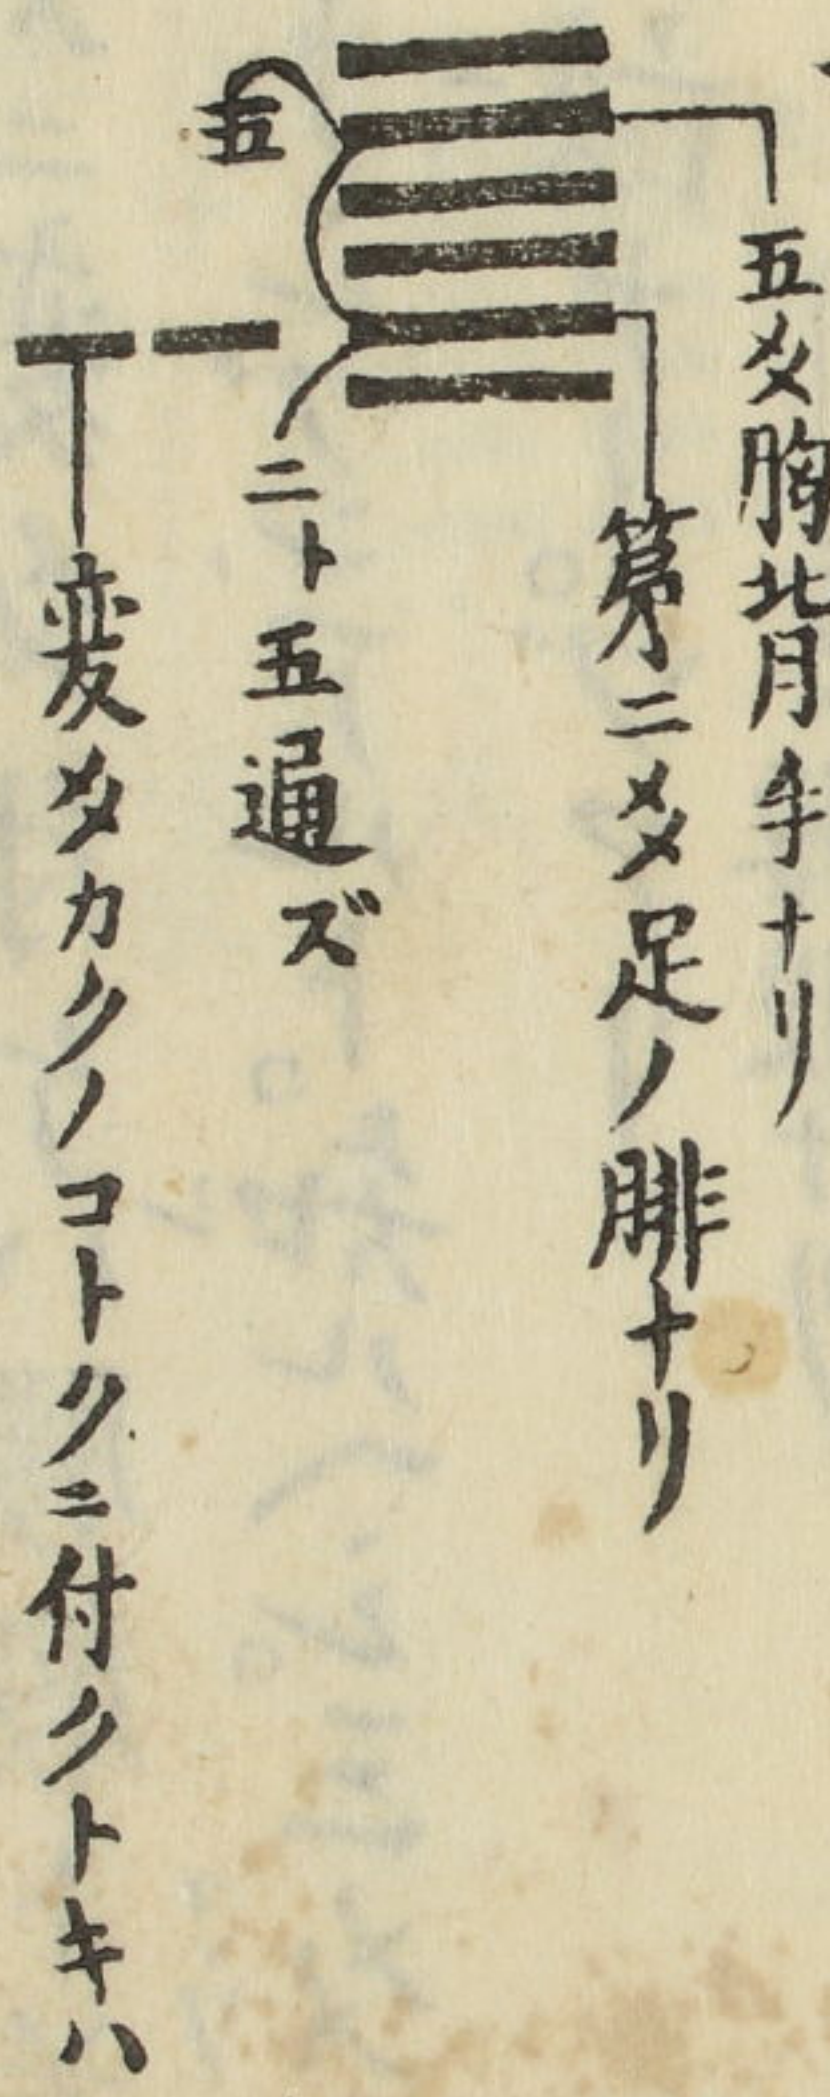 五爻胸背手ナリ
第二爻足ノ腓ナリ
五
二ト五通ズ
変爻カクノコトクニ付クトキハ